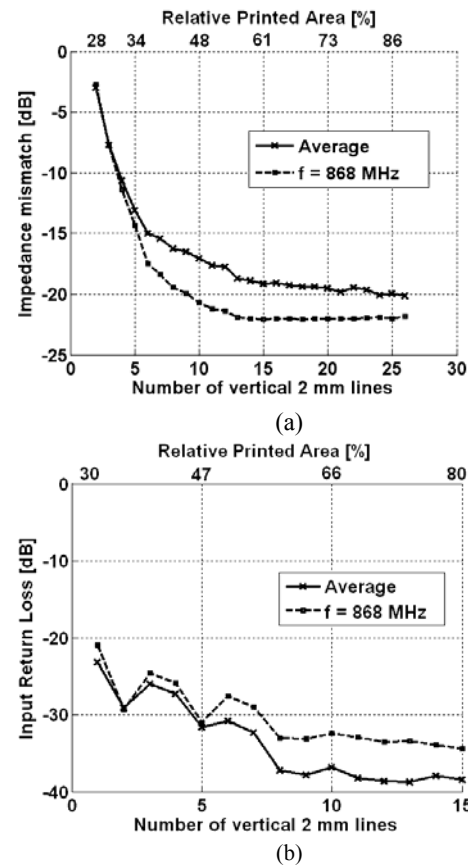 Relative Printed Area [%]
28 34 48 61 73 86
0
-5
-10
-15
-20
-25
Impedance mismatch [dB]
Average
f = 868 MHz
0 5 10 15 20 25 30
Number of vertical 2 mm lines
(a)
Relative Printed Area [%]
30 47 66 80
0
-10
-20
-30
-40
Input Return Loss [dB]
Average
f = 868 MHz
0 5 10 15
Number of vertical 2 mm lines
(b)